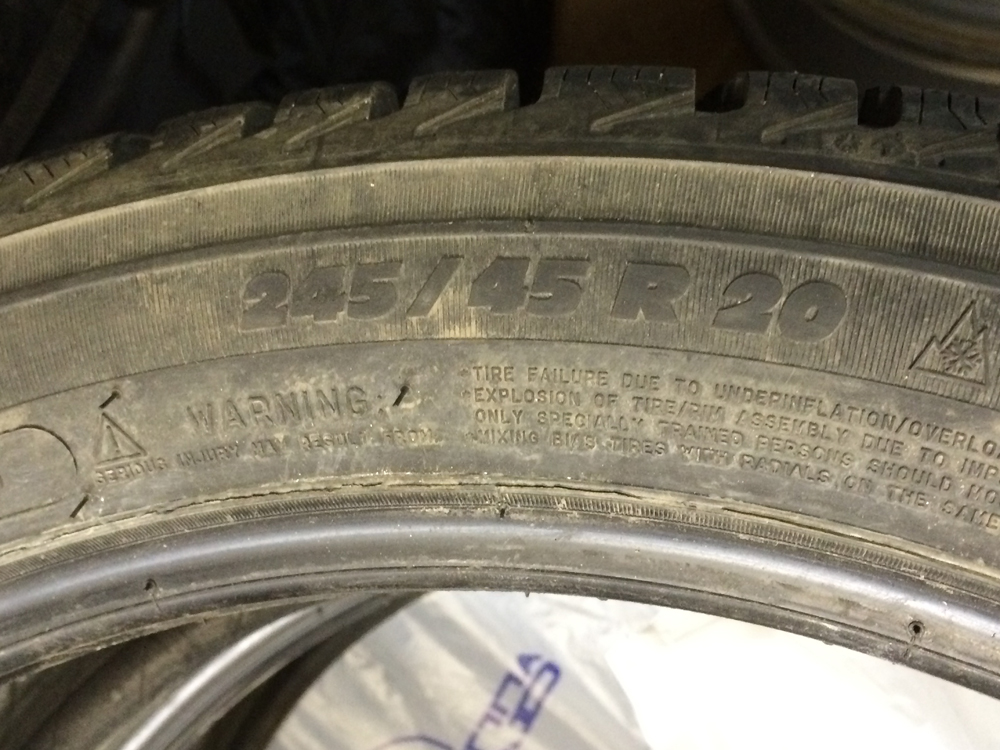 245/45 R 20
WARNING:
SERIOUS INJURY MAY RESULT FROM:
•TIRE FAILURE DUE TO UNDERINFLATION/OVERLO
•EXPLOSION OF TIRE/RIM ASSEMBLY DUE TO IMP
ONLY SPECIALLY TRAINED PERSONS SHOULD MO
•MIXING BIAS TIRES WITH RADIALS ON THE SAME